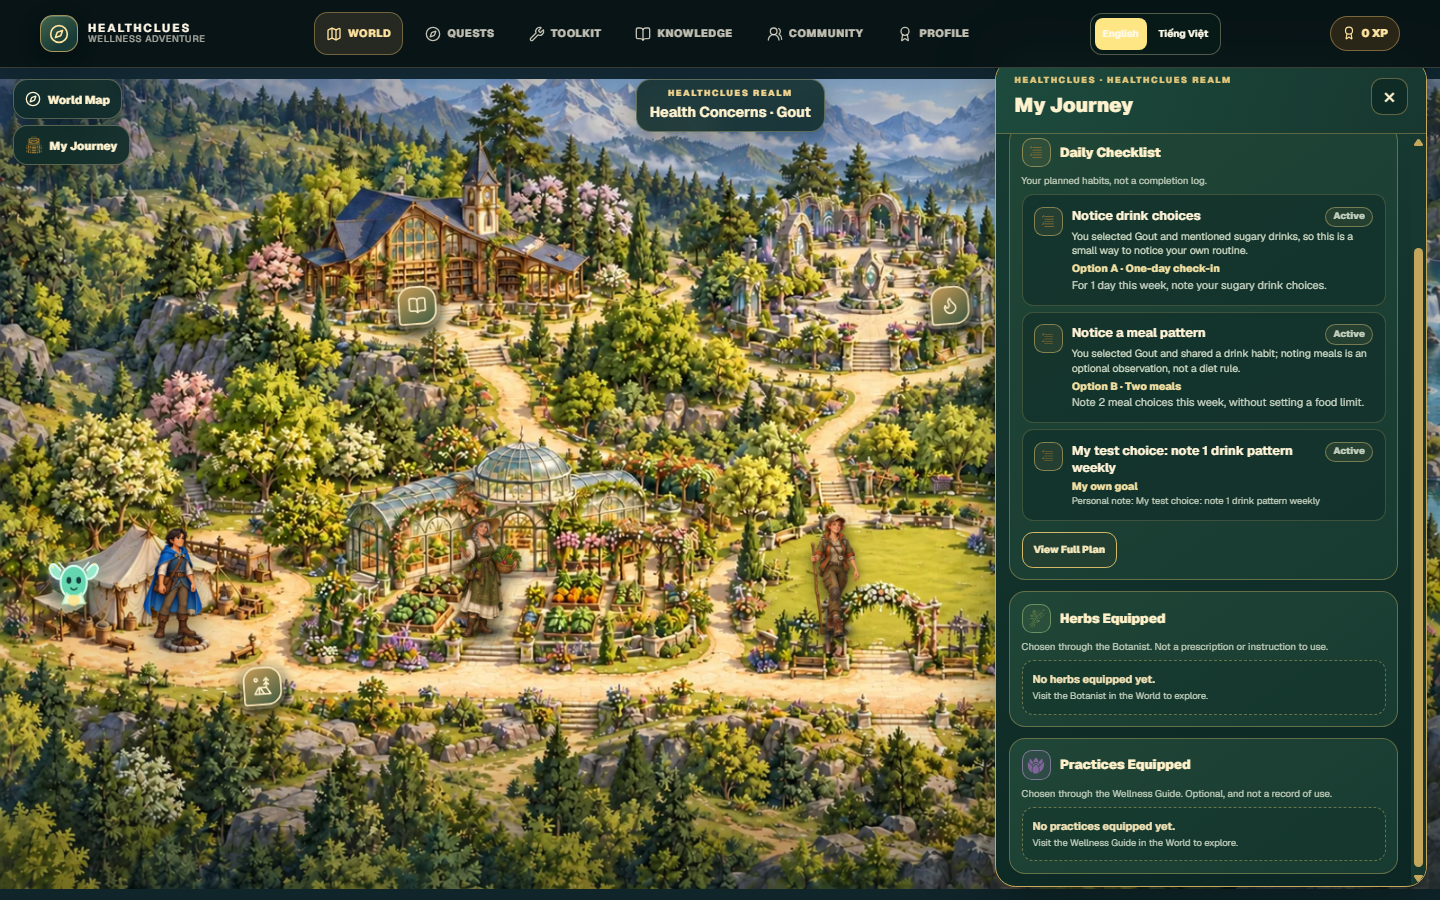 HEALTHCLUES
WELLNESS ADVENTURE
WORLD
QUESTS
TOOLKIT
KNOWLEDGE
COMMUNITY
PROFILE
English
Tiếng Việt
0 XP
World Map
My Journey
HEALTHCLUES REALM
Health Concerns · Gout
HEALTHCLUES · HEALTHCLUES REALM
My Journey
Daily Checklist
Your planned habits, not a completion log.
Notice drink choices
Active
You selected Gout and mentioned sugary drinks, so this is a
small way to notice your own routine.
Option A · One-day check-in
For 1 day this week, note your sugary drink choices.
Notice a meal pattern
Active
You selected Gout and shared a drink habit; noting meals is an
optional observation, not a diet rule.
Option B · Two meals
Note 2 meal choices this week, without setting a food limit.
My test choice: note 1 drink pattern
weekly
Active
My own goal
Personal note: My test choice: note 1 drink pattern weekly
View Full Plan
Herbs Equipped
Chosen through the Botanist. Not a prescription or instruction to use.
No herbs equipped yet.
Visit the Botanist in the World to explore.
Practices Equipped
Chosen through the Wellness Guide. Optional, and not a record of use.
No practices equipped yet.
Visit the Wellness Guide in the World to explore.